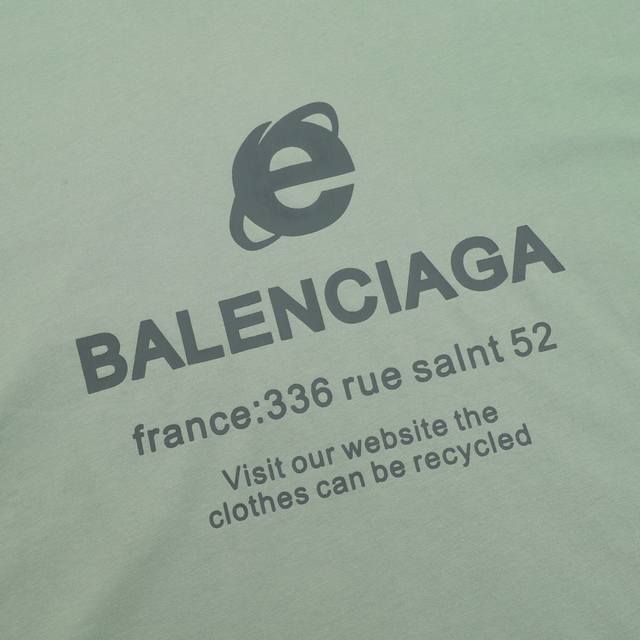 e
BALENCIAGA
france:336 rue salnt 52
Visit our website the
clothes can be recycled